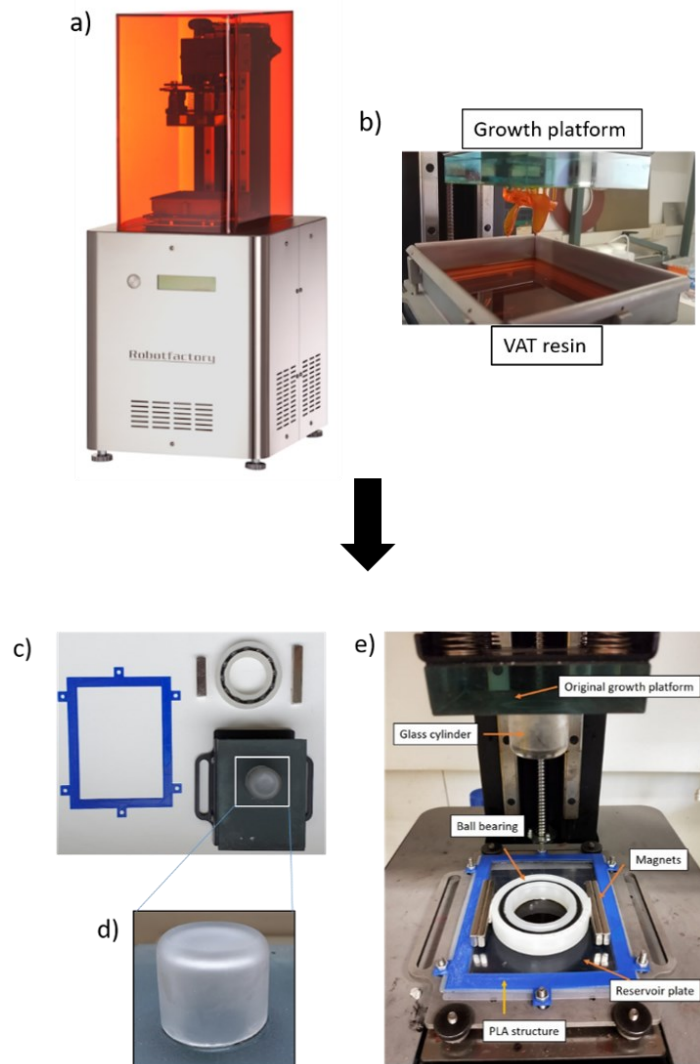 a)
Robotfactory
b)
Growth platform
VAT resin
c)
d)
e)
Original growth platform
Glass cylinder
Ball bearing
Magnets
Reservoir plate
PLA structure